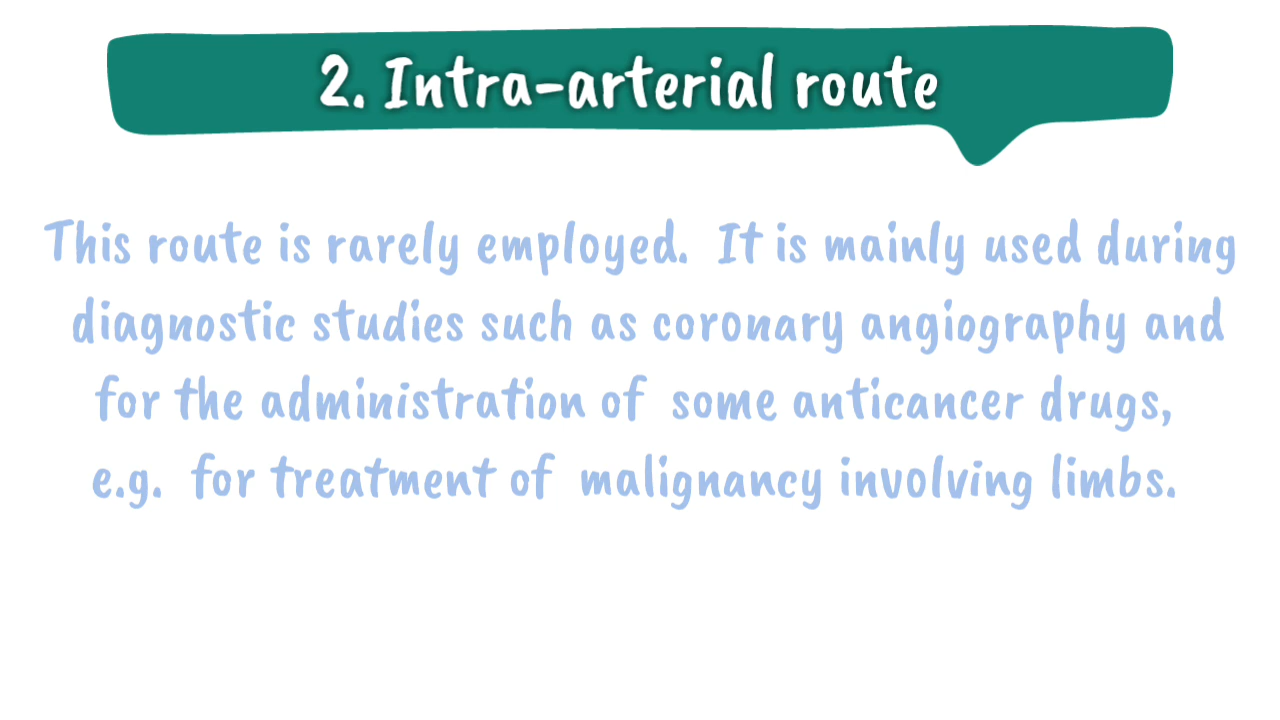 2. Intra-arterial route
This route is rarely employed. It is mainly used during
diagnostic studies such as coronary angiography and
for the administration of some anticancer drugs,
e.g. for treatment of malignancy involving limbs.